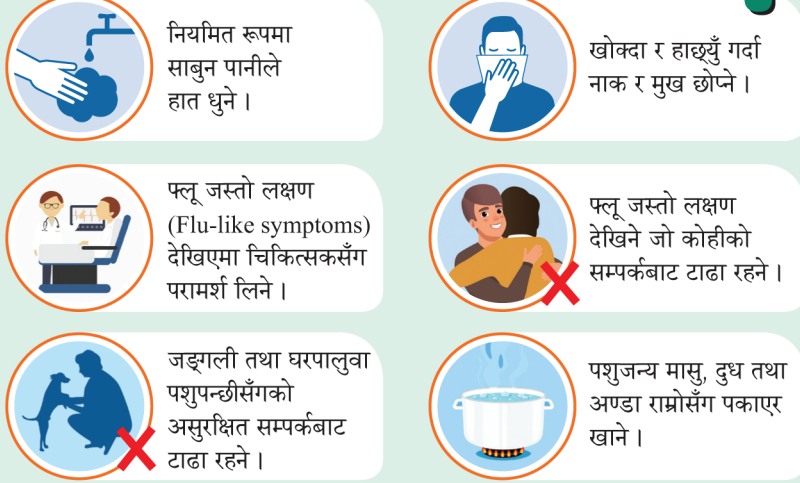 नियमित रूपमा
साबुन पानीले
हात धुने ।
खोक्दा र हाछ्युँ गर्दा
नाक र मुख छोप्ने ।
फ्लू जस्तो लक्षण
(Flu-like symptoms)
देखिएमा चिकित्सकसँग
परामर्श लिने ।
फ्लू जस्तो लक्षण
देखिने जो कोहीको
सम्पर्कबाट टाढा रहने ।
जङ्गली तथा घरपालुवा
पशुपन्छीसँगको
असुरक्षित सम्पर्कबाट
टाढा रहने ।
पशुजन्य मासु, दुध तथा
अण्डा राम्रोसँग पकाएर
खाने ।